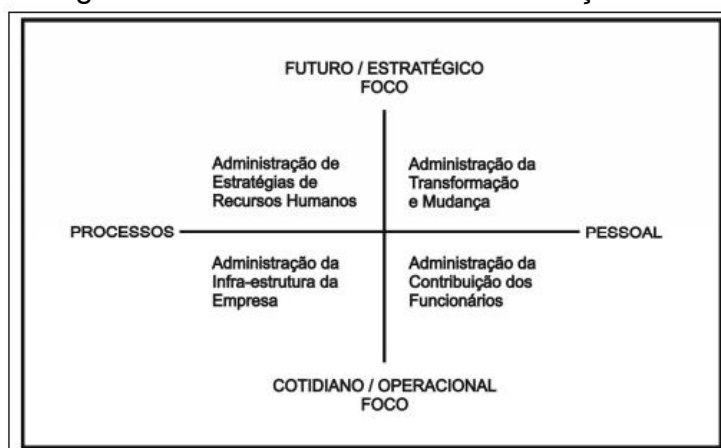 FUTURO / ESTRATÉGICO
FOCO
Administração de
Estratégias de
Recursos Humanos
Administração da
Transformação
e Mudança
PROCESSOS
PESSOAL
Administração da
Infra-estrutura da
Empresa
Administração da
Contribuição dos
Funcionários
COTIDIANO / OPERACIONAL
FOCO